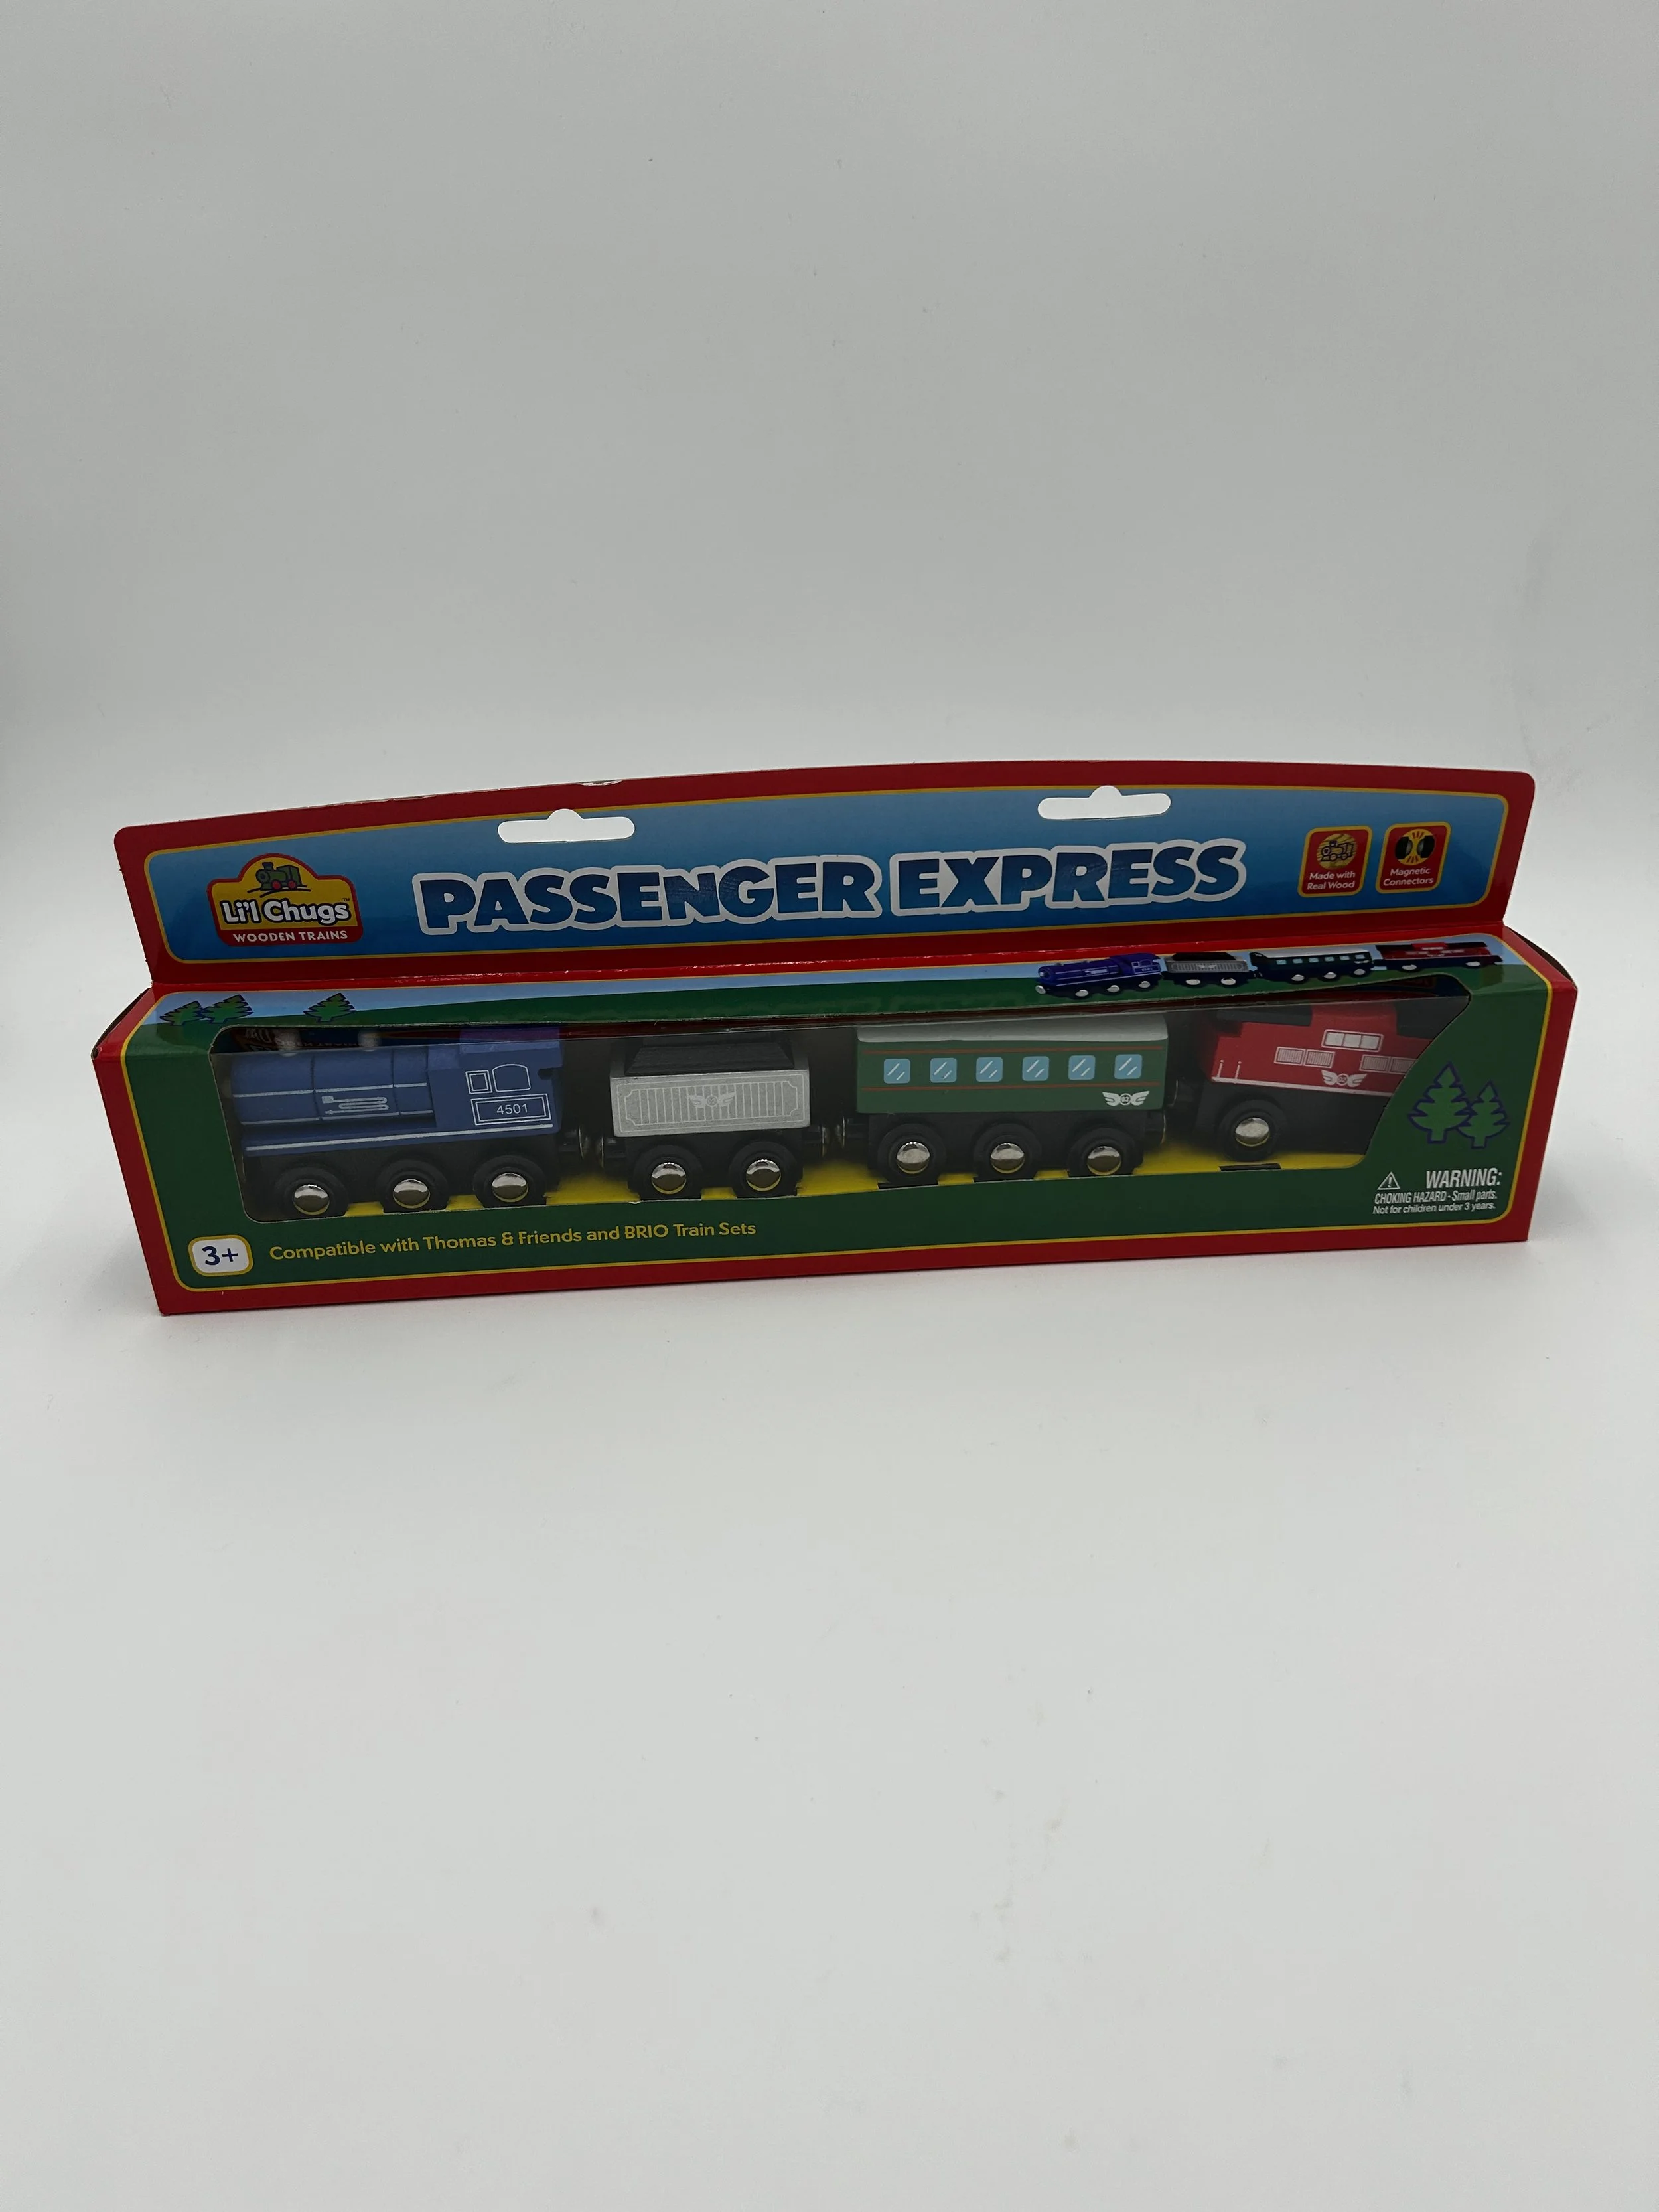 Li'l Chugs™
WOODEN TRAINS
PASSENGER EXPRESS
Made with
Real Wood
Magnetic
Connectors
4501
3+
Compatible with Thomas & Friends and BRIO Train Sets
WARNING:
CHOKING HAZARD - Small parts.
Not for children under 3 years.